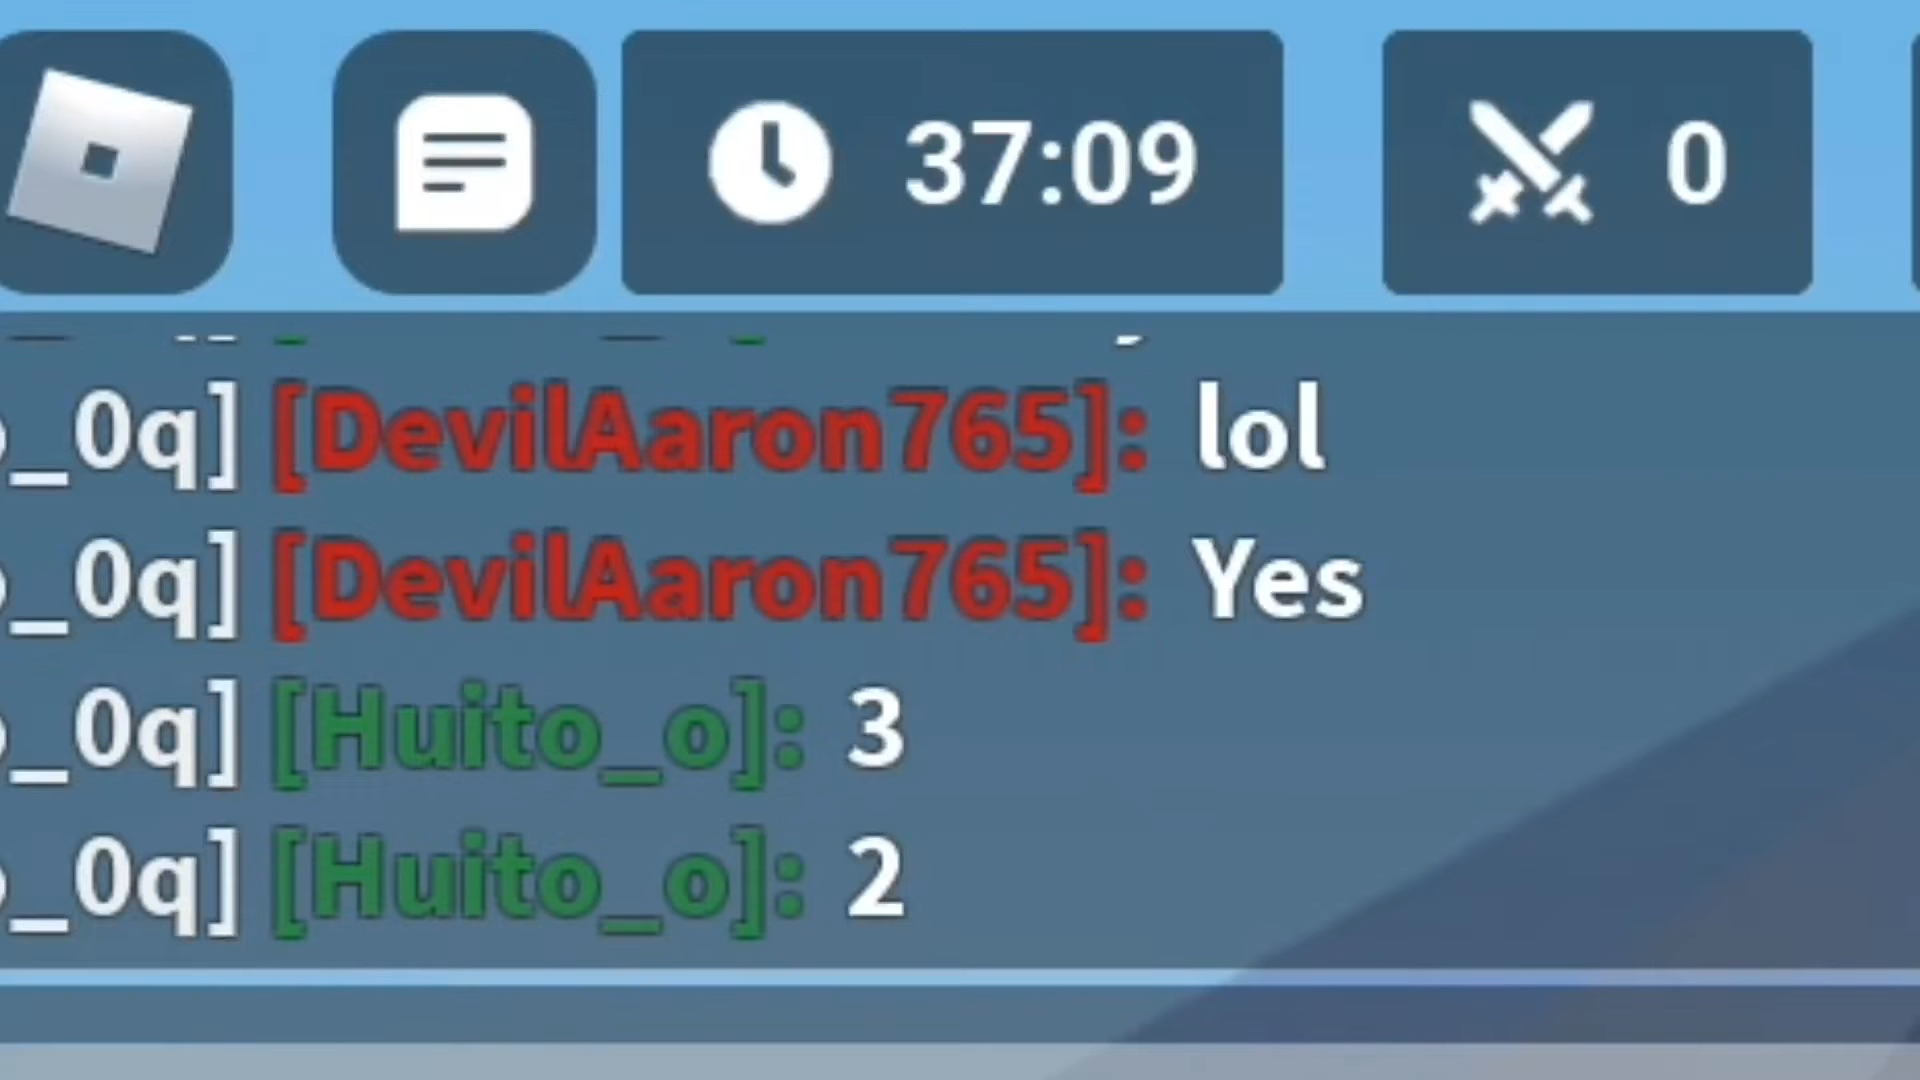 37:09
0
_0q] [DevilAaron765]: lol
_0q] [DevilAaron765]: Yes
_0q] [Huito_o]: 3
_0q] [Huito_o]: 2